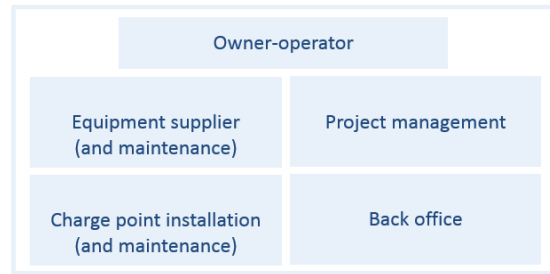 Owner-operator
Equipment supplier
(and maintenance)
Project management
Charge point installation
(and maintenance)
Back office